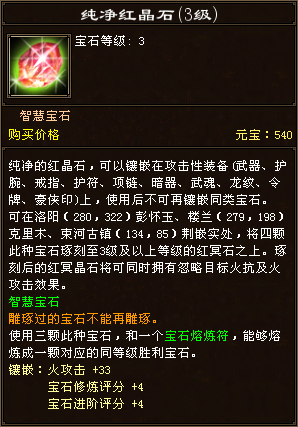 纯净红晶石(3级)
宝石等级: 3
智慧宝石
购买价格 元宝: 540
纯净的红晶石，可以镶嵌在攻击性装备(武器、护
腕、戒指、护符、项链、暗器、武魂、龙纹、令
牌、豪侠印)上，使用后不可再镶嵌同类宝石。
可在洛阳（280，322）彭怀玉、楼兰（279，198）
克里木、束河古镇（134，85）荆嵌实处，将四颗
此种宝石琢刻至3级及以上等级的红冥石之上。琢
刻后的红冥晶石将可同时拥有忽略目标火抗及火
攻击效果。
智慧宝石
雕琢过的宝石不能再雕琢。
使用三颗此种宝石，和一个宝石熔炼符，能够熔
炼成一颗对应的同等级胜利宝石。
镶嵌: 火攻击 +33
宝石修炼评分 +4
宝石进阶评分 +4